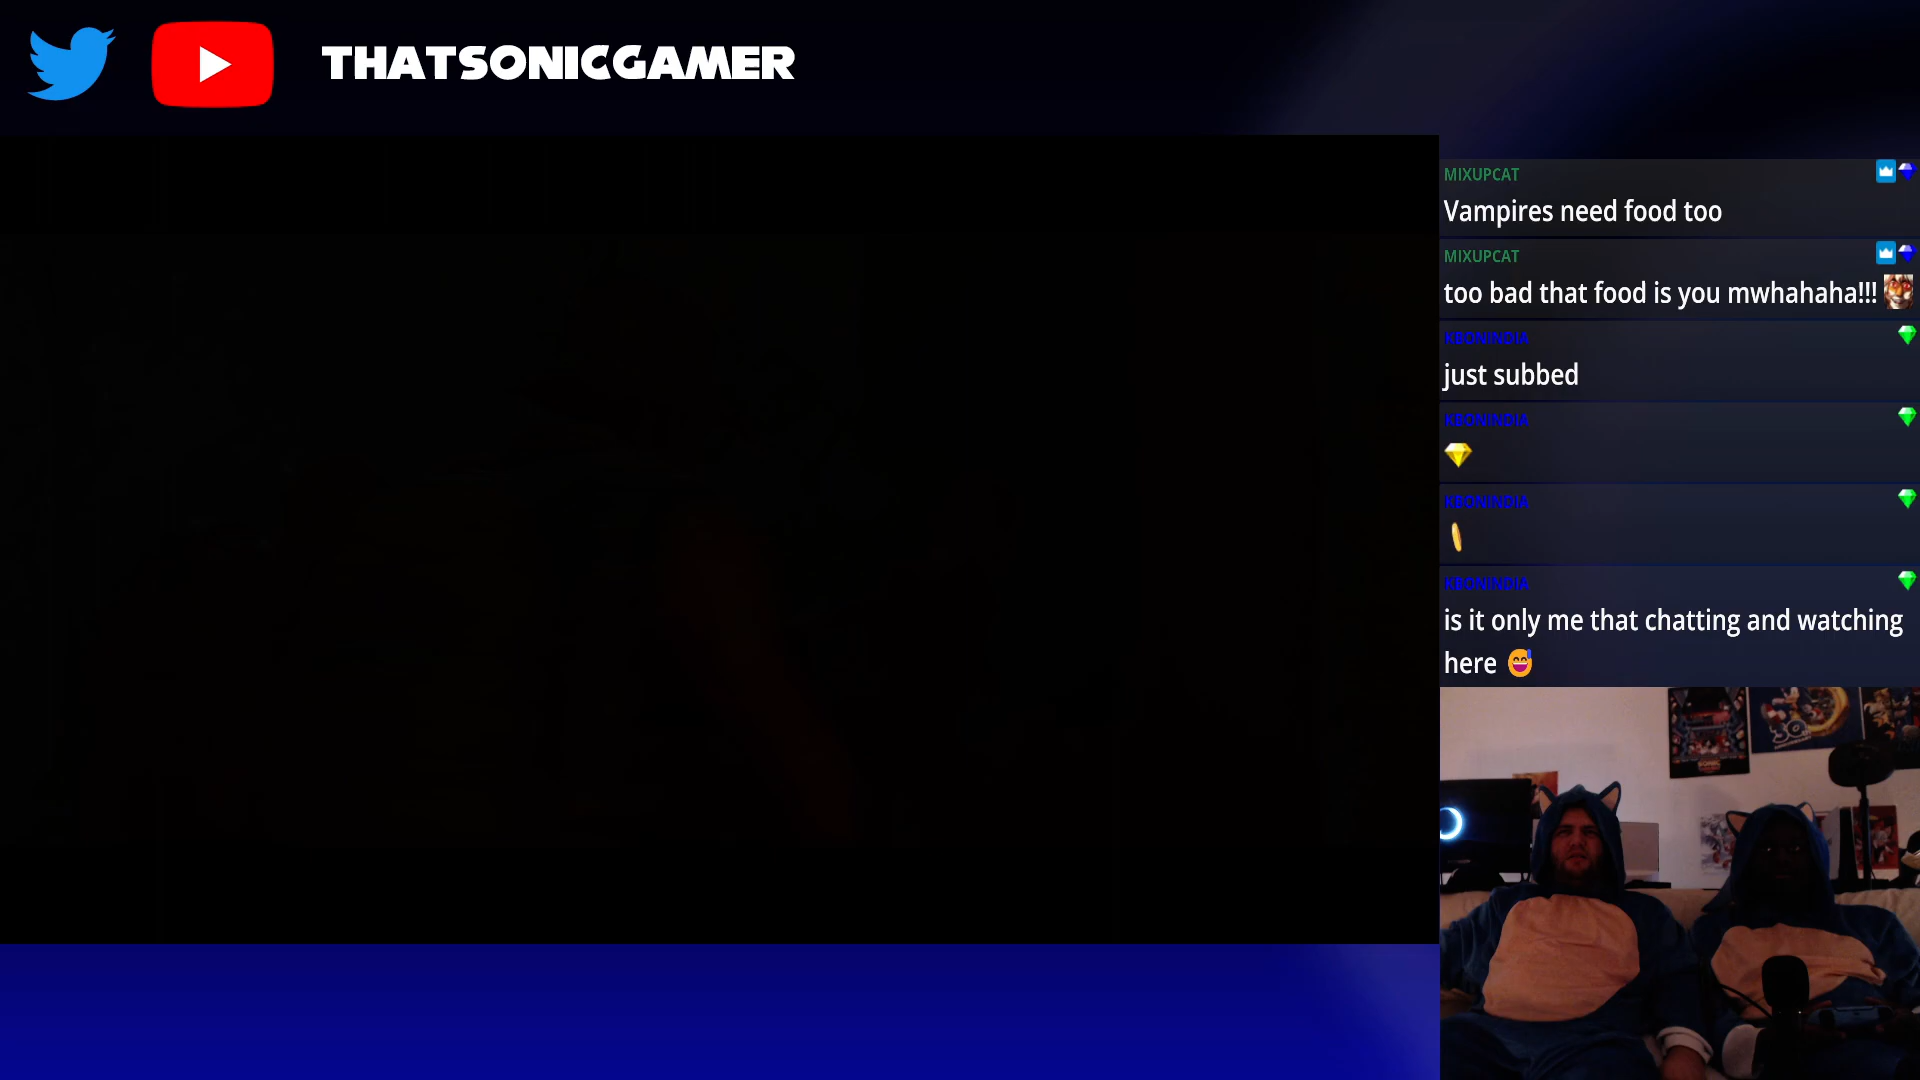 THATSONICGAMER
MIXUPCAT
Vampires need food too
MIXUPCAT
too bad that food is you mwhahaha!!!
KBONINDIA
just subbed
KBONINDIA
KBONINDIA
KBONINDIA
is it only me that chatting and watching
here